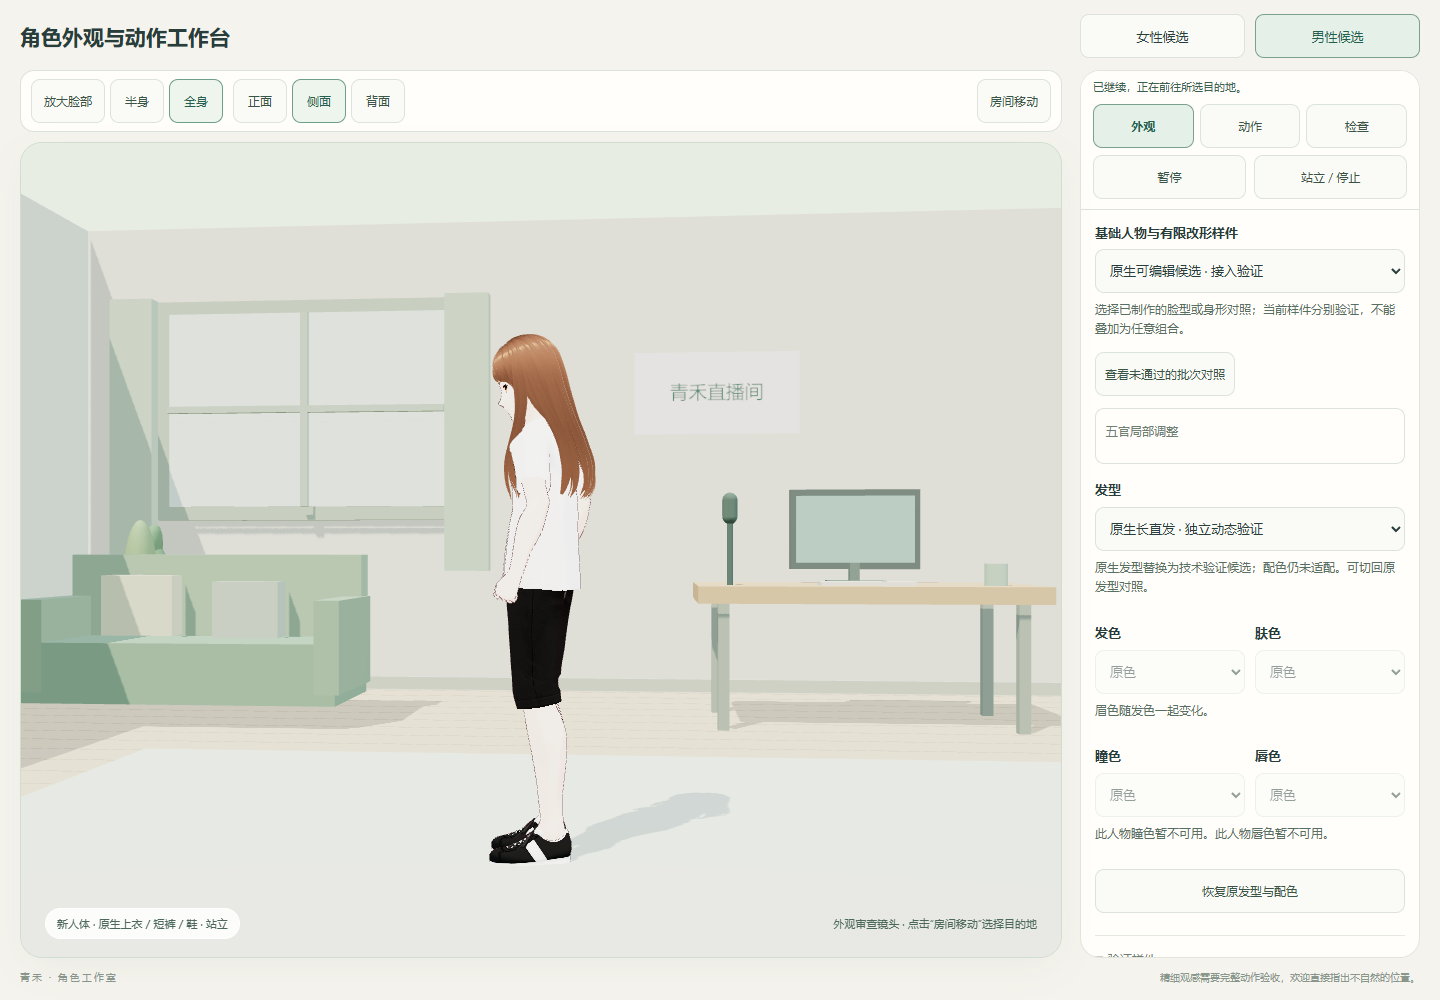 角色外观与动作工作台
女性候选
男性候选
放大脸部
半身
全身
正面
侧面
背面
房间移动
已继续，正在前往所选目的地。
外观
动作
检查
暂停
站立 / 停止
基础人物与有限改形样件
原生可编辑候选 · 接入验证
选择已制作的脸型或身形对照；当前样件分别验证，不能
叠加为任意组合。
查看未通过的批次对照
五官局部调整
发型
原生长直发 · 独立动态验证
原生发型替换为技术验证候选；配色仍未适配。可切回原
发型对照。
发色
肤色
原色
原色
眉色随发色一起变化。
瞳色
唇色
原色
原色
此人物瞳色暂不可用。此人物唇色暂不可用。
恢复原发型与配色
青禾直播间
新人体 · 原生上衣 / 短裤 / 鞋 · 站立
外观审查镜头 · 点击“房间移动”选择目的地
青禾 · 角色工作室
精细观感需要完整动作验收，欢迎直接指出不自然的位置。